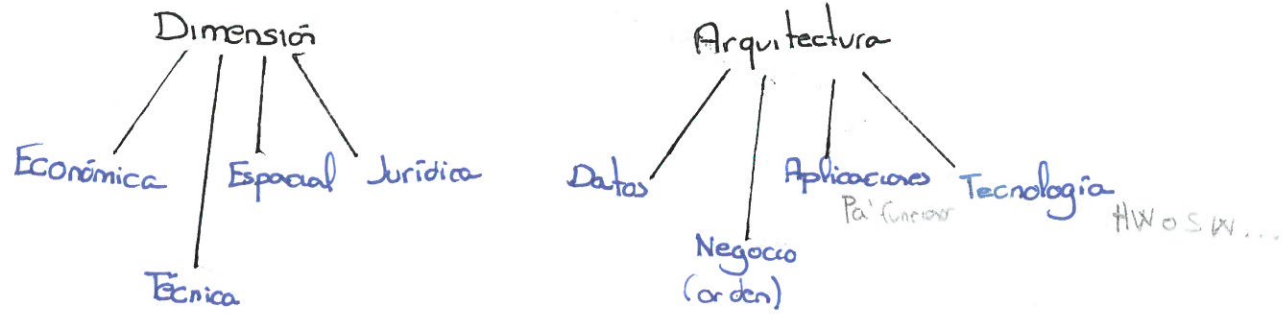 Dimensión
Arquitectura
Económica Espacial Jurídica
Datos Aplicaciones Tecnología
Pa' funcionar HW o SW...
Negocio
(orden)
Técnica